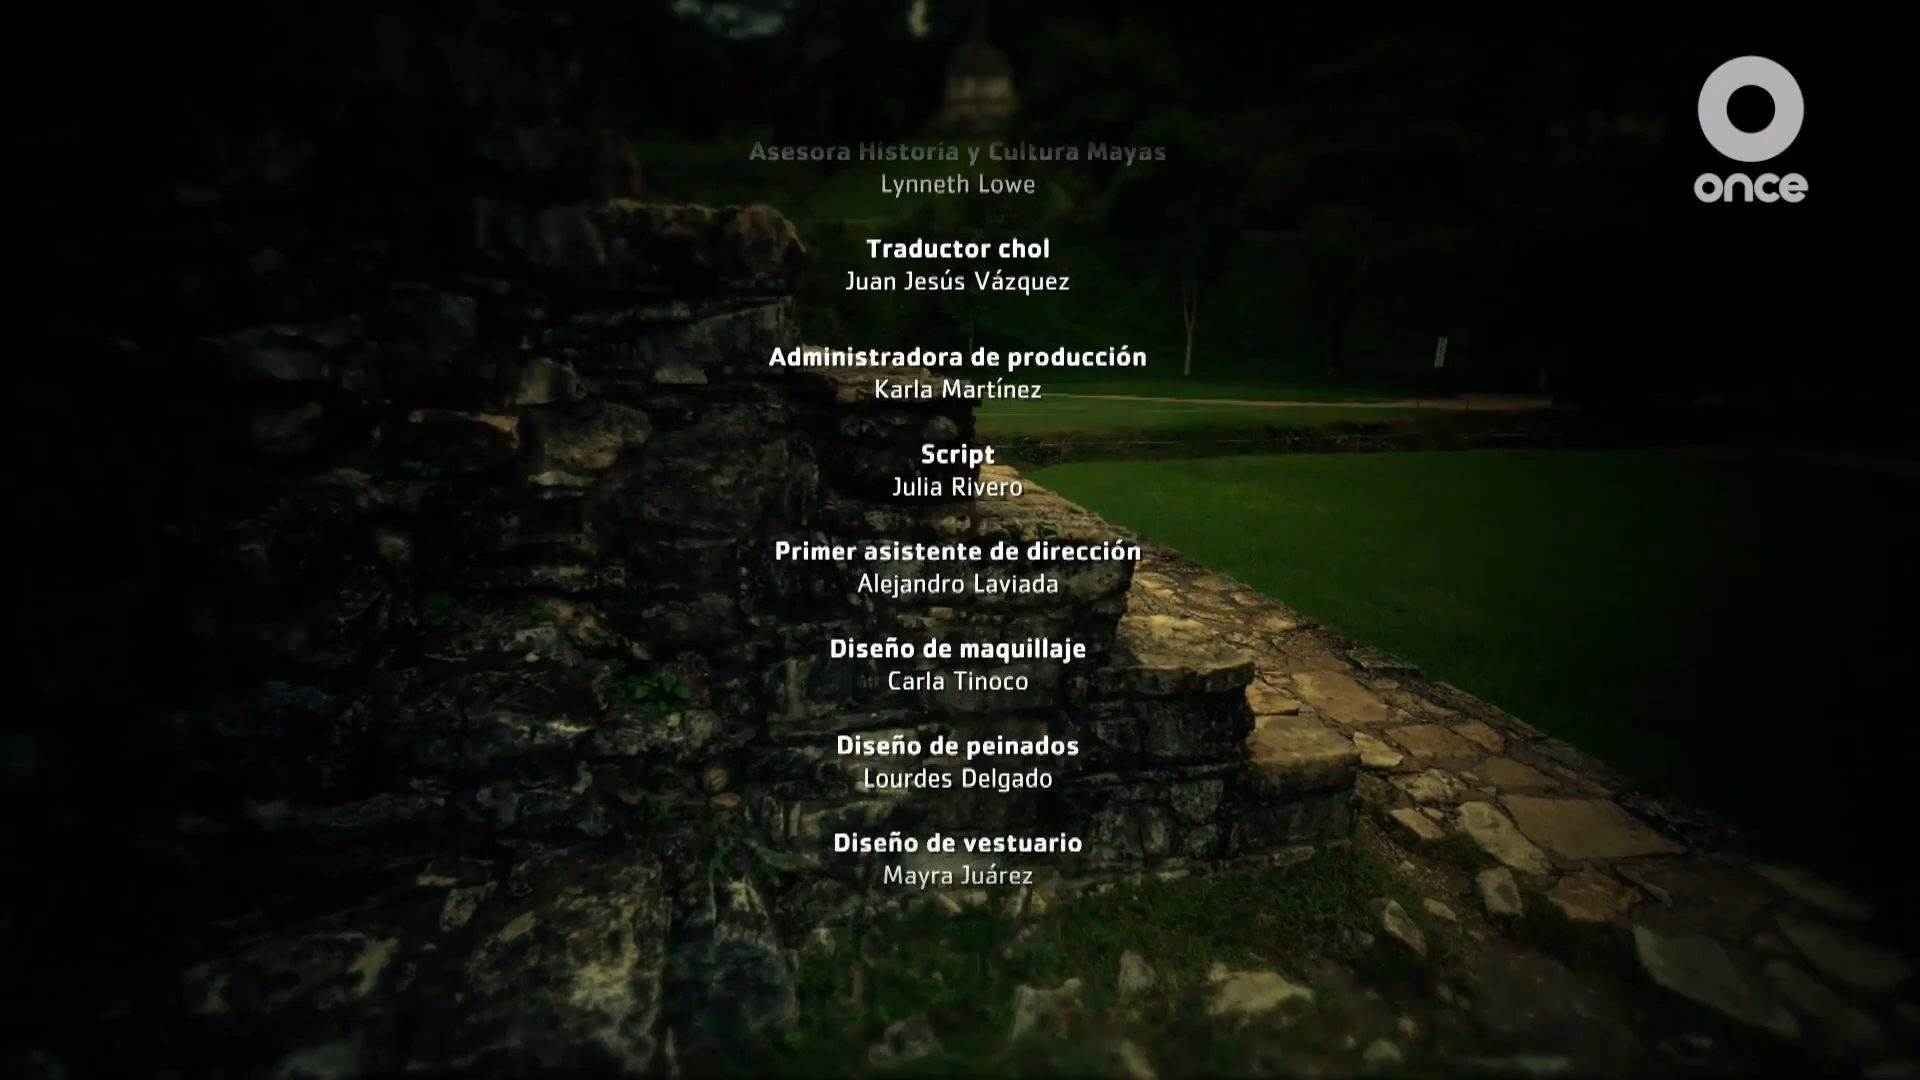 once
Asesora Historia y Cultura Mayas
Lynneth Lowe
Traductor chol
Juan Jesús Vázquez
Administradora de producción
Karla Martínez
Script
Julia Rivero
Primer asistente de dirección
Alejandro Laviada
Diseño de maquillaje
Carla Tinoco
Diseño de peinados
Lourdes Delgado
Diseño de vestuario
Mayra Juárez